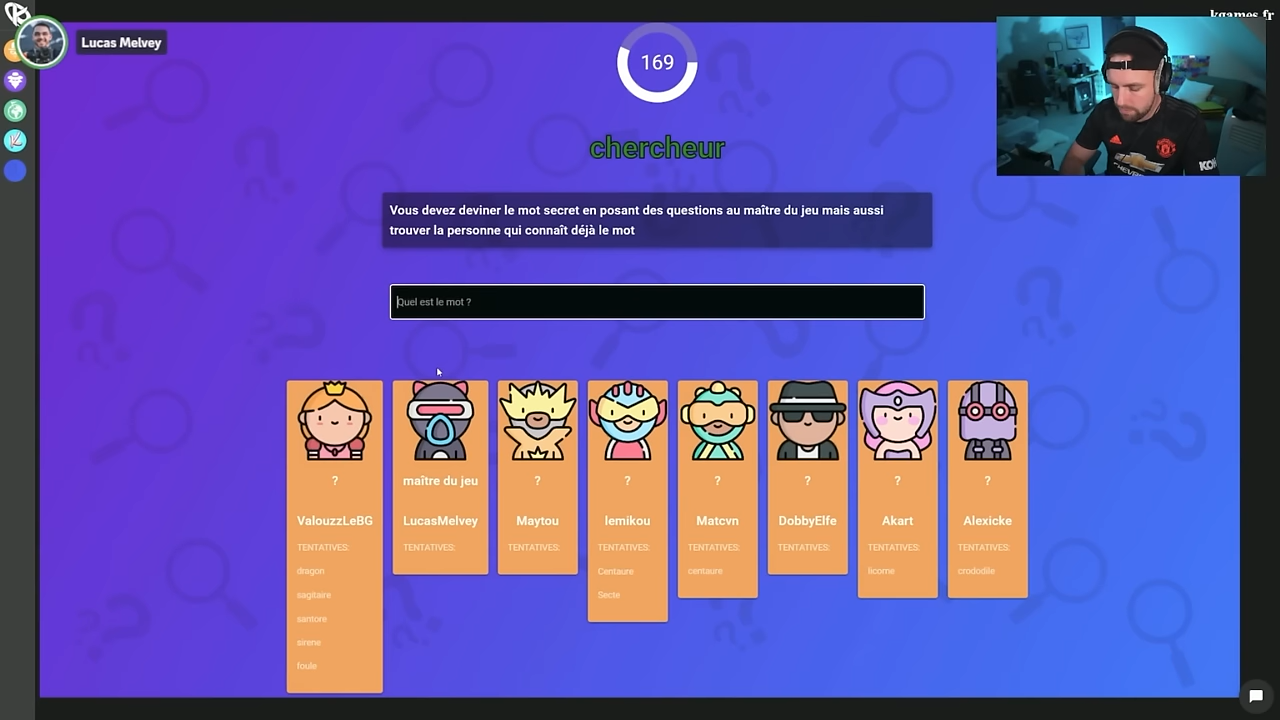 kgames.fr
Lucas Melvey
169
chercheur
Vous devez deviner le mot secret en posant des questions au maître du jeu mais aussi
trouver la personne qui connaît déjà le mot
Quel est le mot ?
?
maître du jeu
?
?
?
?
?
?
ValouzzLeBG
LucasMelvey
Maytou
lemikou
Matcvn
DobbyElfe
Akart
Alexicke
TENTATIVES:
TENTATIVES:
TENTATIVES:
TENTATIVES:
TENTATIVES:
TENTATIVES:
TENTATIVES:
TENTATIVES:
dragon
Centaure
centaure
licorne
crododile
sagitaire
Secte
santore
sirene
foule